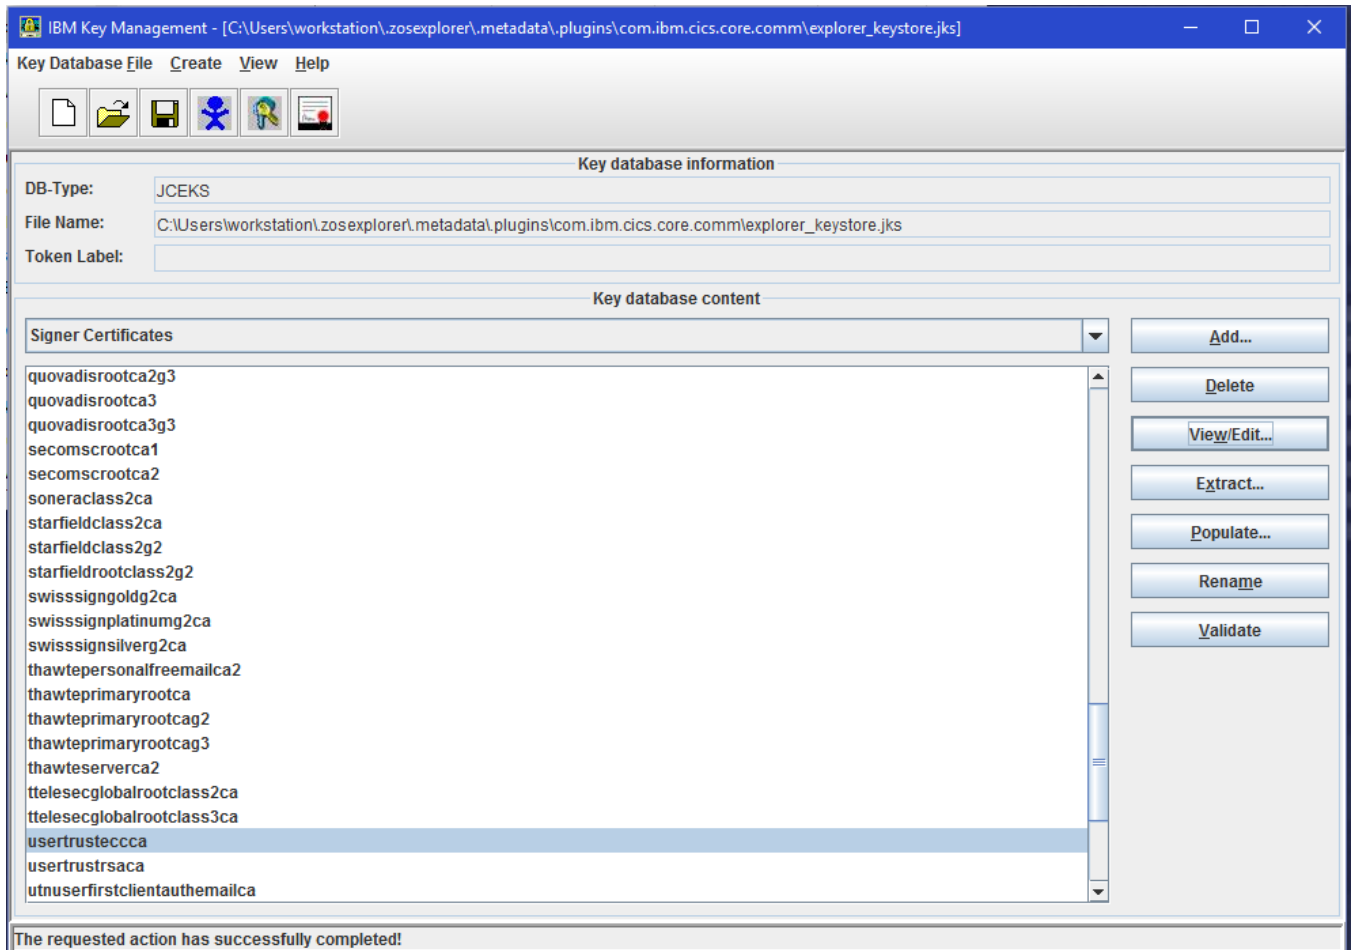 IBM Key Management - [C:\Users\workstation\.zosexplorer\.metadata\.plugins\com.ibm.cics.core.comm\explorer_keystore.jks]
Key Database File Create View Help
Key database information
DB-Type: JCEKS
File Name: C:\Users\workstation\.zosexplorer\.metadata\.plugins\com.ibm.cics.core.comm\explorer_keystore.jks
Token Label:
Key database content
Signer Certificates
quovadisrootca2g3
quovadisrootca3
quovadisrootca3g3
secomscrootca1
secomscrootca2
soneraclass2ca
starfieldclass2ca
starfieldclass2g2
starfieldrootclass2g2
swisssigngoldg2ca
swisssignplatinumg2ca
swisssignsilverg2ca
thawtepersonalfreemailca2
thawteprimaryrootca
thawteprimaryrootcag2
thawteprimaryrootcag3
thawteserverca2
ttelesecglobalrootclass2ca
ttelesecglobalrootclass3ca
usertrusteccca
usertrustrsaca
utnuserfirstclientauthemailca
Add...
Delete
View/Edit...
Extract...
Populate...
Rename
Validate
The requested action has successfully completed!